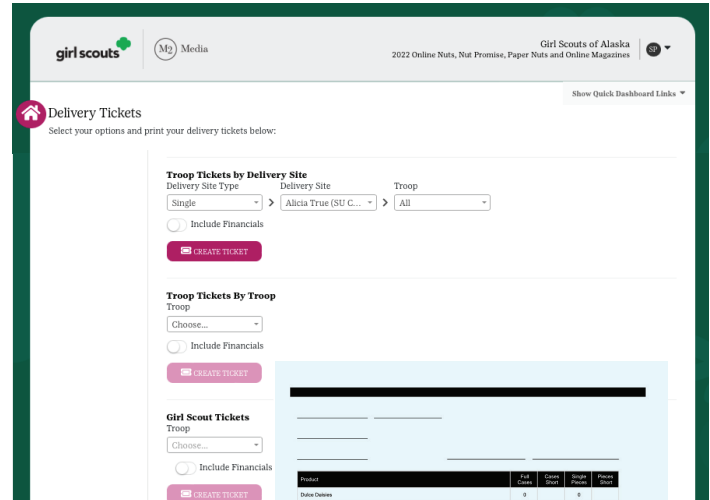 girl scouts
M2 Media
Girl Scouts of Alaska
2022 Online Nuts, Nut Promise, Paper Nuts and Online Magazines
SP
Show Quick Dashboard Links
Delivery Tickets
Select your options and print your delivery tickets below:
Troop Tickets by Delivery Site
Delivery Site Type Delivery Site Troop
Single Alicia True (SU C... All
Include Financials
CREATE TICKET
Troop Tickets By Troop
Troop
Choose...
Include Financials
CREATE TICKET
Girl Scout Tickets
Troop
Choose...
Include Financials
CREATE TICKET
Product Full Cases Cases Short Single Pieces Pieces Short
Dulce Daisies 0 0